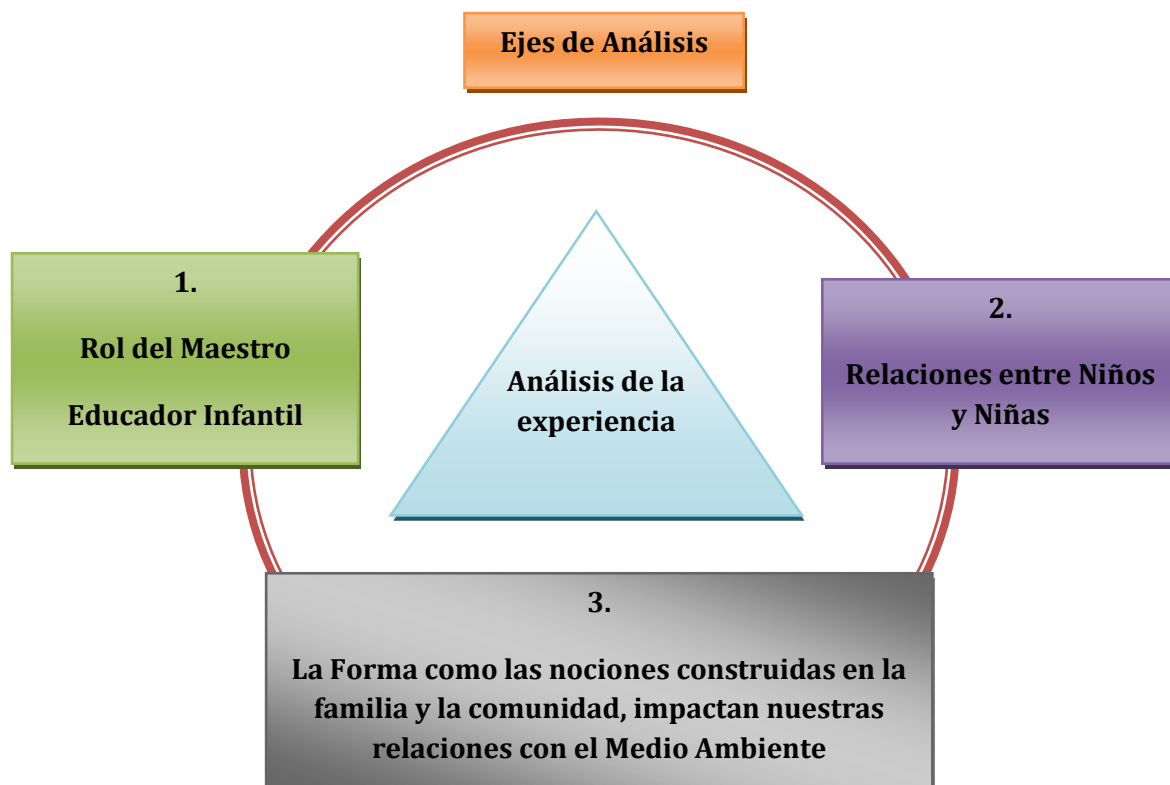 Ejes de Análisis
1.
Rol del Maestro
Educador Infantil
Análisis de la
experiencia
2.
Relaciones entre Niños
y Niñas
3.
La Forma como las nociones construidas en la
familia y la comunidad, impactan nuestras
relaciones con el Medio Ambiente